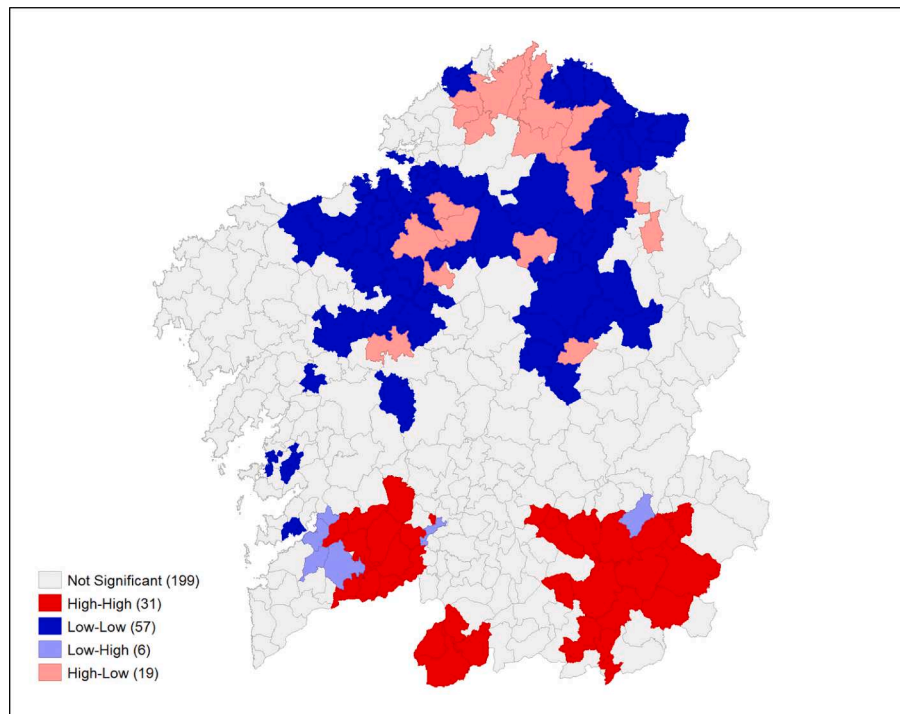 Not Significant (199)
High-High (31)
Low-Low (57)
Low-High (6)
High-Low (19)